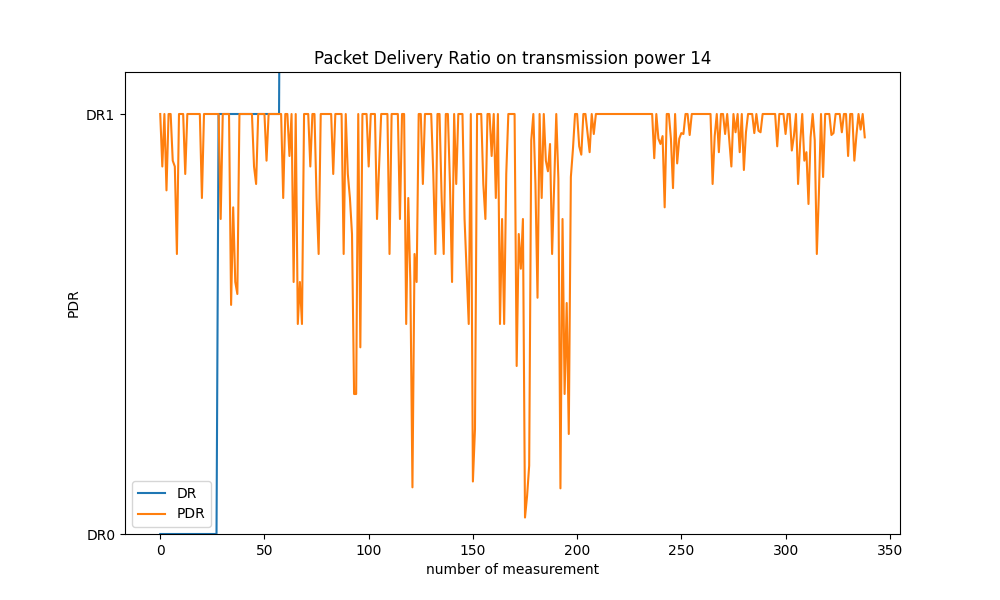 Packet Delivery Ratio on transmission power 14
DR1
PDR
DR0
DR
PDR
0 50 100 150 200 250 300 350
number of measurement